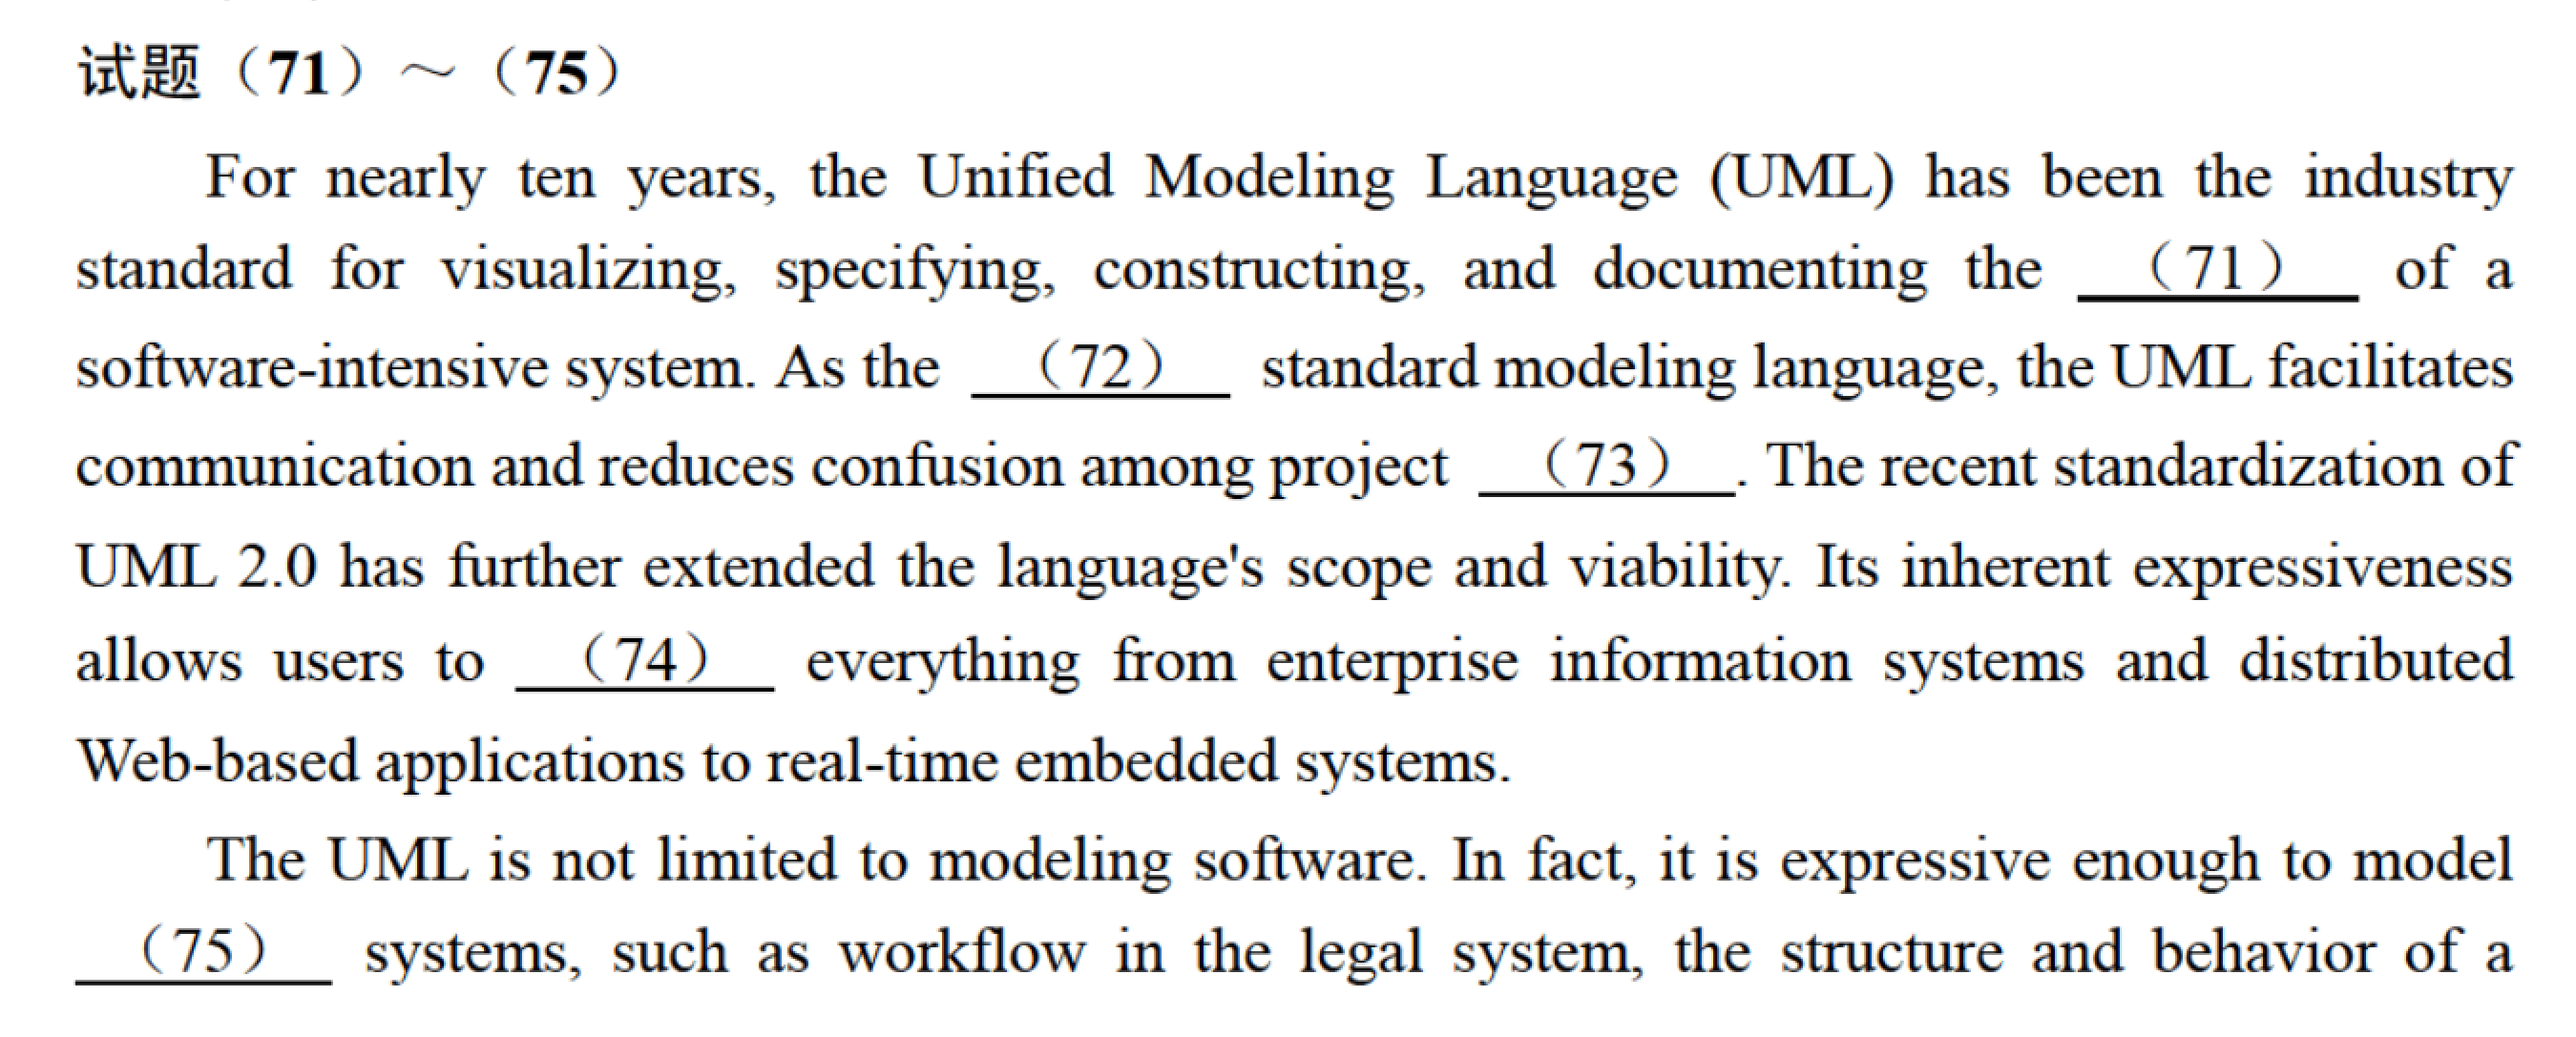 试题（71）～（75）
For nearly ten years, the Unified Modeling Language (UML) has been the industry
standard for visualizing, specifying, constructing, and documenting the （71） of a
software-intensive system. As the （72） standard modeling language, the UML facilitates
communication and reduces confusion among project （73）. The recent standardization of
UML 2.0 has further extended the language's scope and viability. Its inherent expressiveness
allows users to （74） everything from enterprise information systems and distributed
Web-based applications to real-time embedded systems.
The UML is not limited to modeling software. In fact, it is expressive enough to model
（75） systems, such as workflow in the legal system, the structure and behavior of a